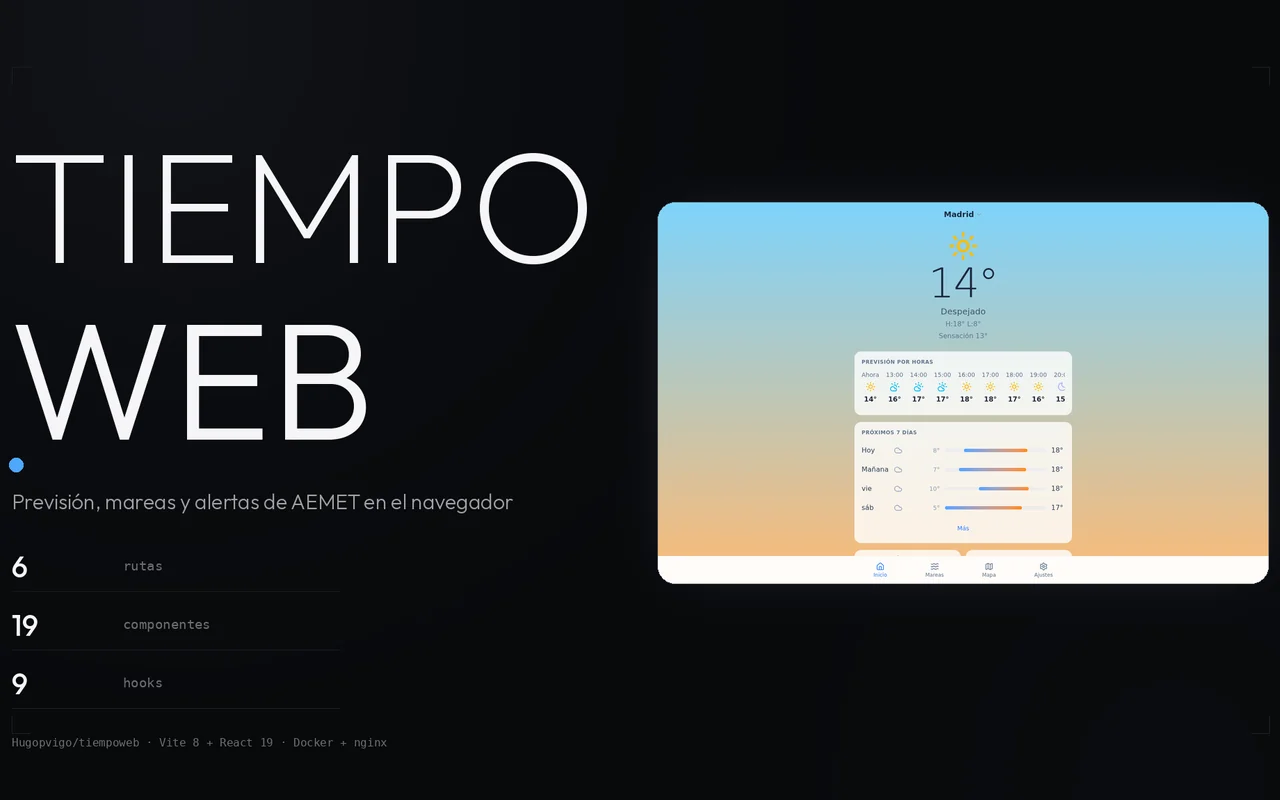 TIEMPO
WEB
Previsión, mareas y alertas de AEMET en el navegador
6 rutas
19 componentes
9 hooks
Hugopvigo/tiempoweb · Vite 8 + React 19 · Docker + nginx
Madrid
14°
Despejado
H:18° L:8°
Sensación 13°
PREVISIÓN POR HORAS
Ahora 13:00 14:00 15:00 16:00 17:00 18:00 19:00
14° 16° 17° 17° 18° 18° 17° 16° 15
PRÓXIMOS 7 DÍAS
Hoy 8° 18°
Mañana 7° 18°
vie 10° 18°
sáb 5° 17°
Más
Inicio Mareas Mapa Ajustes